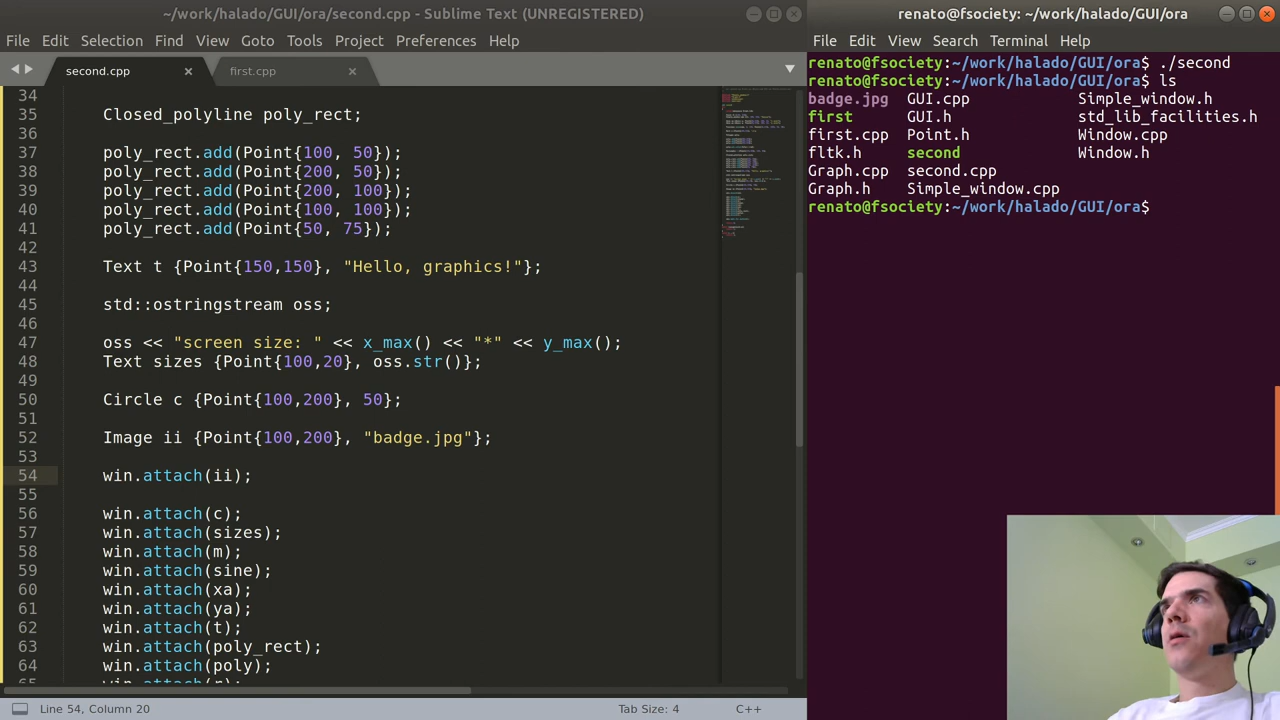 ~/work/halado/GUI/ora/second.cpp - Sublime Text (UNREGISTERED)
File Edit Selection Find View Goto Tools Project Preferences Help
second.cpp first.cpp
34
35 Closed_polyline poly_rect;
36
37 poly_rect.add(Point{100, 50});
38 poly_rect.add(Point{200, 50});
39 poly_rect.add(Point{200, 100});
40 poly_rect.add(Point{100, 100});
41 poly_rect.add(Point{50, 75});
42
43 Text t {Point{150,150}, "Hello, graphics!"};
44
45 std::ostringstream oss;
46
47 oss << "screen size: " << x_max() << "*" << y_max();
48 Text sizes {Point{100,20}, oss.str()};
49
50 Circle c {Point{100,200}, 50};
51
52 Image ii {Point{100,200}, "badge.jpg"};
53
54 win.attach(ii);
55
56 win.attach(c);
57 win.attach(sizes);
58 win.attach(m);
59 win.attach(sine);
60 win.attach(xa);
61 win.attach(ya);
62 win.attach(t);
63 win.attach(poly_rect);
64 win.attach(poly);
65 win.attach(r);
Line 54, Column 20 Tab Size: 4 C++
renato@fsociety: ~/work/halado/GUI/ora
File Edit View Search Terminal Help
renato@fsociety:~/work/halado/GUI/ora$ ./second
renato@fsociety:~/work/halado/GUI/ora$ ls
badge.jpg GUI.cpp Simple_window.h
first GUI.h std_lib_facilities.h
first.cpp Point.h Window.cpp
fltk.h second Window.h
Graph.cpp second.cpp
Graph.h Simple_window.cpp
renato@fsociety:~/work/halado/GUI/ora$